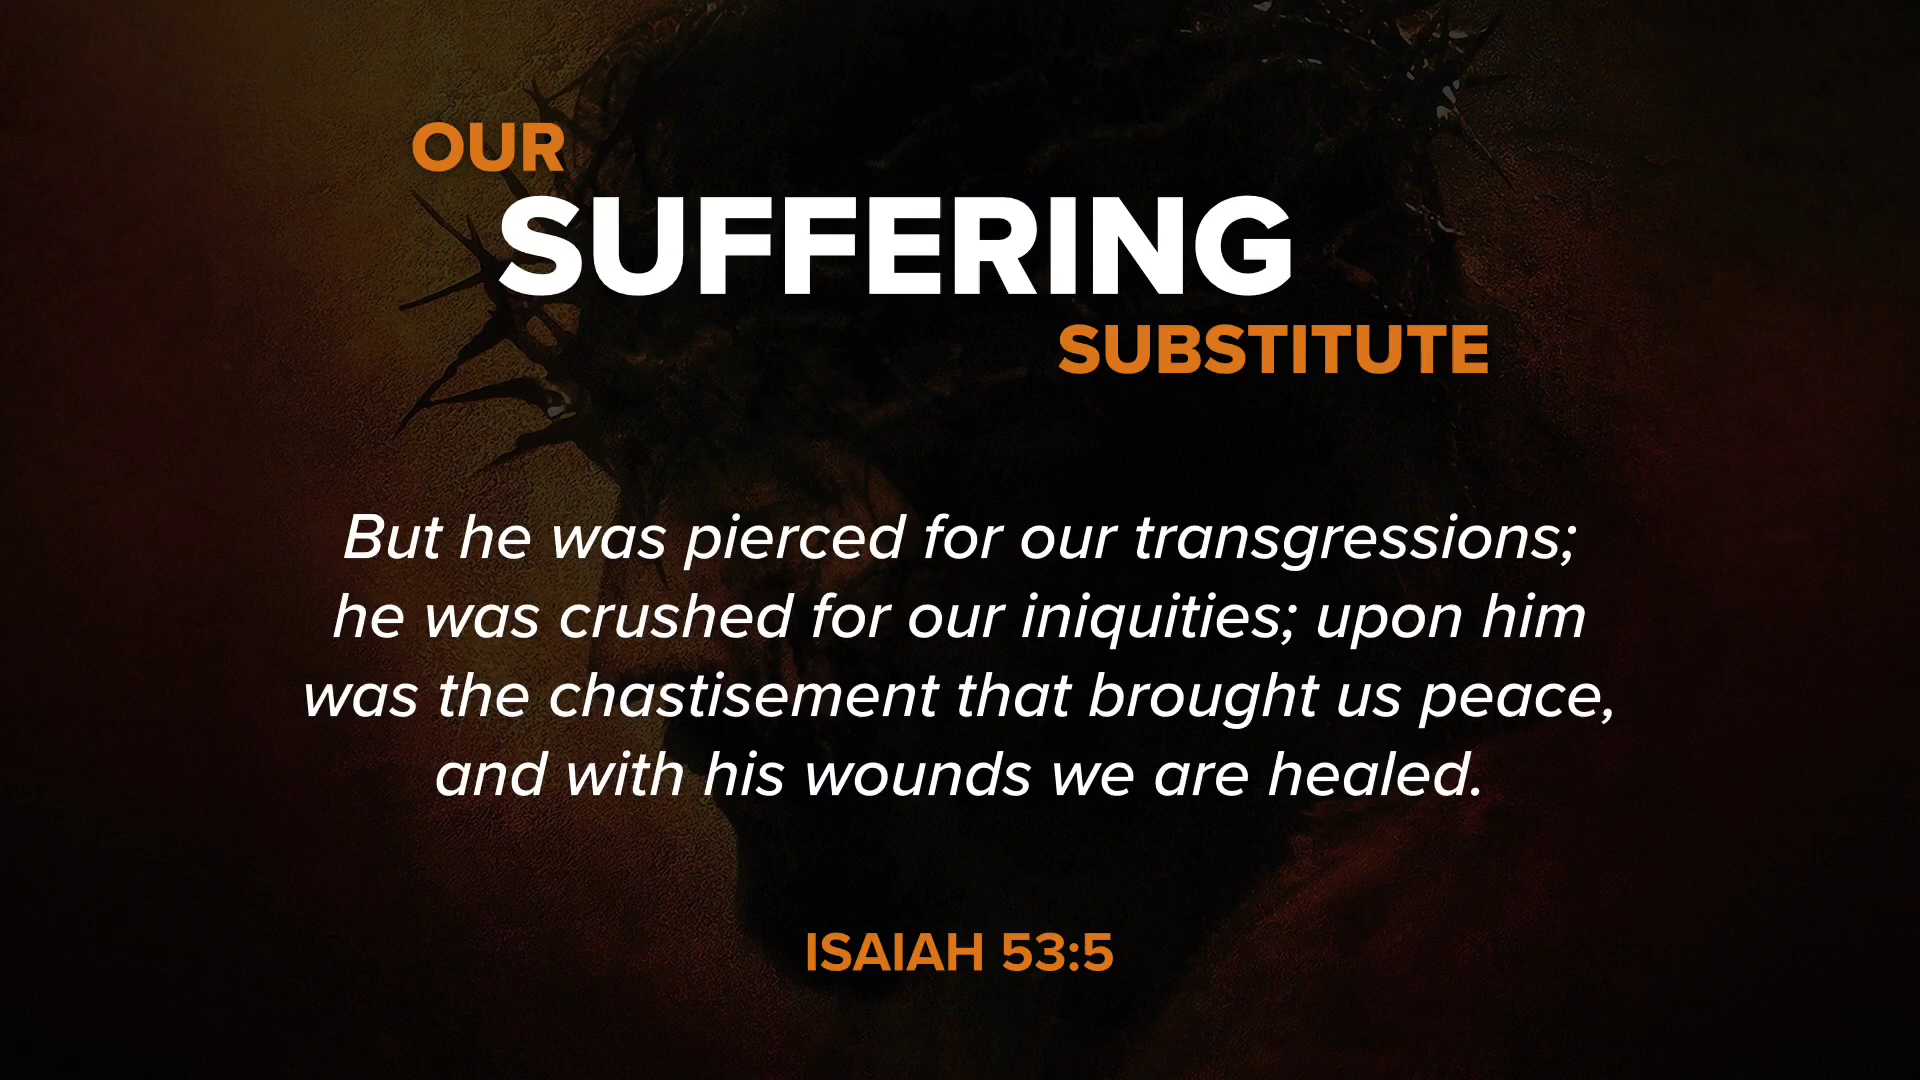 OUR
SUFFERING
SUBSTITUTE
But he was pierced for our transgressions;
he was crushed for our iniquities; upon him
was the chastisement that brought us peace,
and with his wounds we are healed.
ISAIAH 53:5